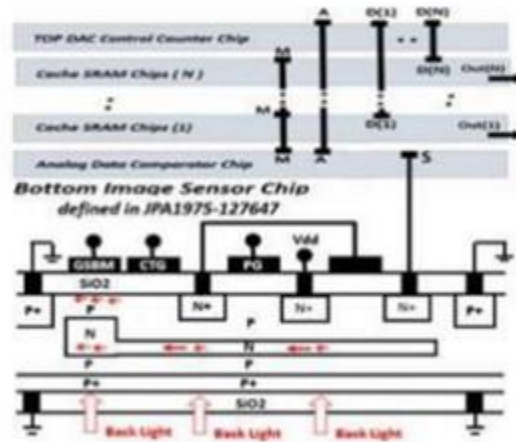 A D(1) D(N)
TOP DAC Control Counter Chip
M
Cache SRAM Chips ( N ) D(N) Out(N)
M
Cache SRAM Chips (1) D(1) Out(1)
Analog Data Comparator Chip M A S
Bottom Image Sensor Chip
defined in JPA1975-127647
Vdd
GSBM CTG PG
SiO2
P+ P N+ N+ N+ P+
P
N N
P P
P+ P+
SiO2
Back Light Back Light Back Light